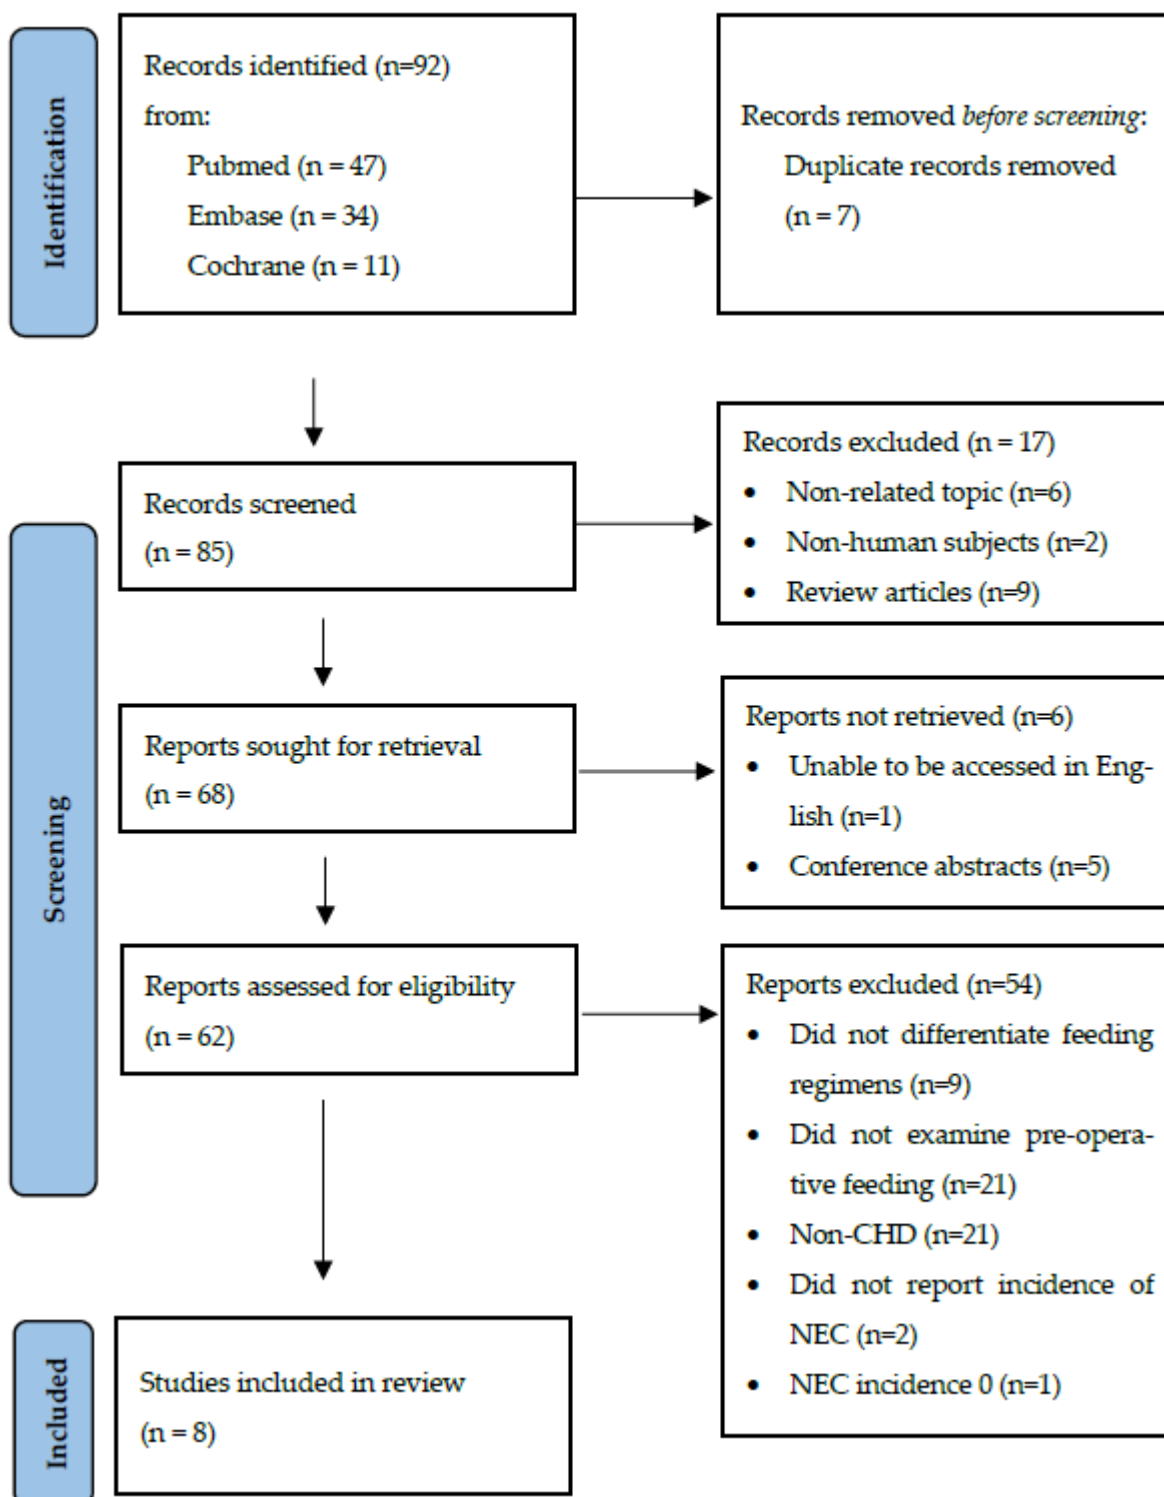 Identification
Records identified (n=92)
from:
Pubmed (n = 47)
Embase (n = 34)
Cochrane (n = 11)
Records removed before screening:
Duplicate records removed
(n = 7)
Screening
Records screened
(n = 85)
Records excluded (n = 17)
• Non-related topic (n=6)
• Non-human subjects (n=2)
• Review articles (n=9)
Reports sought for retrieval
(n = 68)
Reports not retrieved (n=6)
• Unable to be accessed in Eng-
lish (n=1)
• Conference abstracts (n=5)
Reports assessed for eligibility
(n = 62)
Reports excluded (n=54)
• Did not differentiate feeding
regimens (n=9)
• Did not examine pre-opera-
tive feeding (n=21)
• Non-CHD (n=21)
• Did not report incidence of
NEC (n=2)
• NEC incidence 0 (n=1)
Included
Studies included in review
(n = 8)